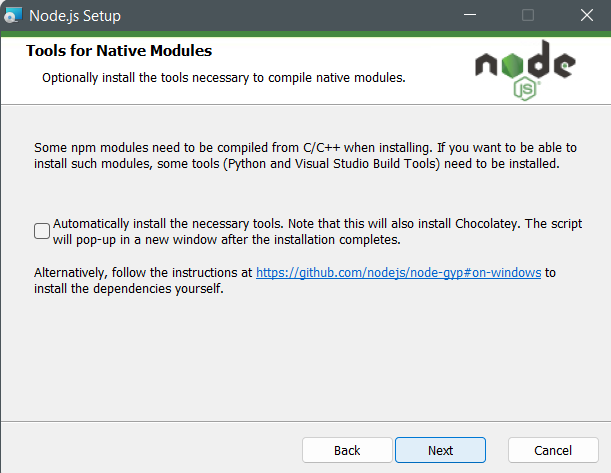 Node.js Setup
Tools for Native Modules
Optionally install the tools necessary to compile native modules.
node
JS
Some npm modules need to be compiled from C/C++ when installing. If you want to be able to
install such modules, some tools (Python and Visual Studio Build Tools) need to be installed.
Automatically install the necessary tools. Note that this will also install Chocolatey. The script
will pop-up in a new window after the installation completes.
Alternatively, follow the instructions at https://github.com/nodejs/node-gyp#on-windows to
install the dependencies yourself.
Back
Next
Cancel